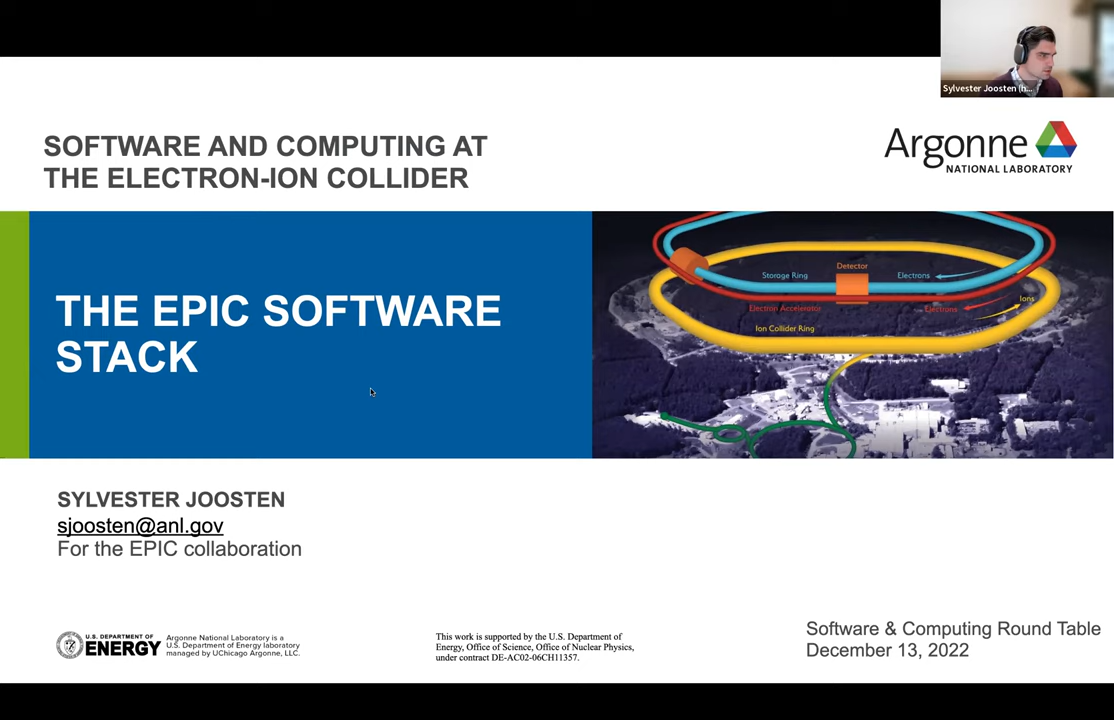 Sylvester Joosten (h...
SOFTWARE AND COMPUTING AT
THE ELECTRON-ION COLLIDER
Argonne
NATIONAL LABORATORY
THE EPIC SOFTWARE
STACK
Detector
Storage Ring
Electrons
Ions
Electron Accelerator
Electrons
Ion Collider Ring
SYLVESTER JOOSTEN
sjoosten@anl.gov
For the EPIC collaboration
U.S. DEPARTMENT OF
ENERGY
Argonne National Laboratory is a
U.S. Department of Energy laboratory
managed by UChicago Argonne, LLC.
This work is supported by the U.S. Department of
Energy, Office of Science, Office of Nuclear Physics,
under contract DE-AC02-06CH11357.
Software & Computing Round Table
December 13, 2022